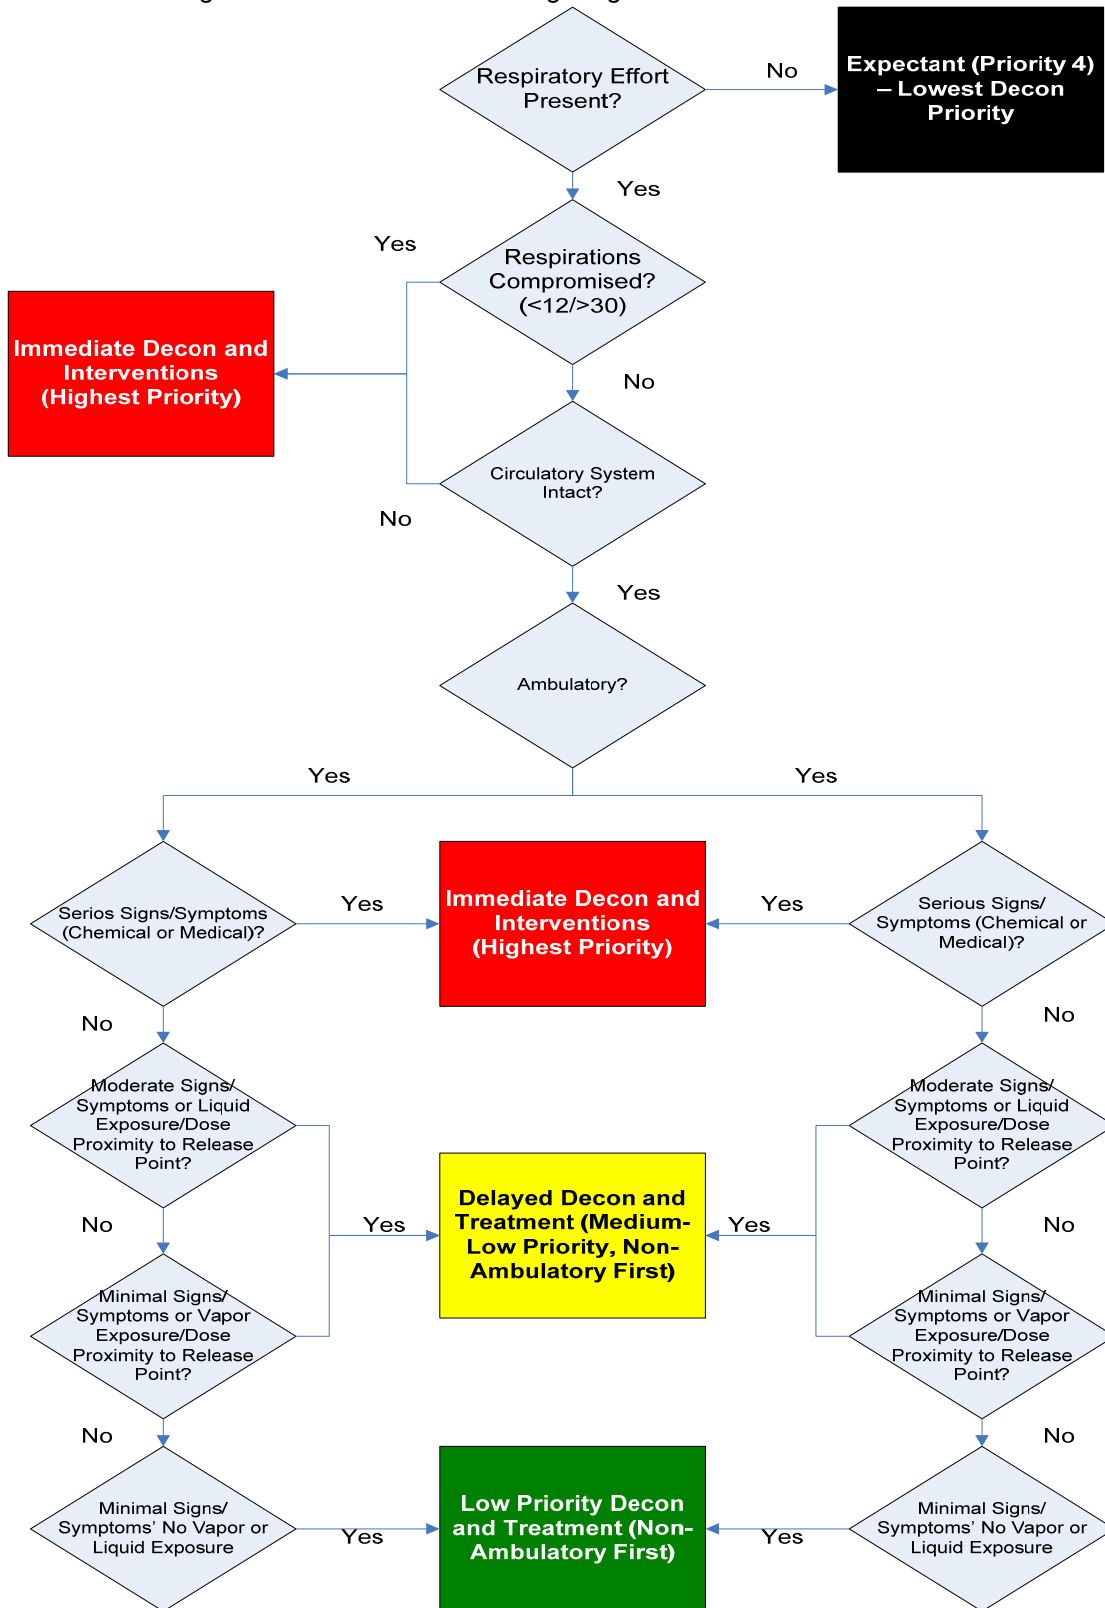 Respiratory Effort
Present?
No
Expectant (Priority 4)
– Lowest Decon
Priority
Yes
Yes
Respirations
Compromised?
(<12/>30)
Immediate Decon and
Interventions
(Highest Priority)
No
Circulatory System
Intact?
No
Yes
Ambulatory?
Yes
Yes
Serios Signs/Symptoms
(Chemical or Medical)?
Yes
Immediate Decon and
Interventions
(Highest Priority)
Yes
Serious Signs/
Symptoms (Chemical or
Medical)?
No
No
Moderate Signs/
Symptoms or Liquid
Exposure/Dose
Proximity to Release
Point?
Moderate Signs/
Symptoms or Liquid
Exposure/Dose
Proximity to Release
Point?
No
Yes
Delayed Decon and
Treatment (Medium-
Low Priority, Non-
Ambulatory First)
Yes
No
Minimal Signs/
Symptoms or Vapor
Exposure/Dose
Proximity to Release
Point?
Minimal Signs/
Symptoms or Vapor
Exposure/Dose
Proximity to Release
Point?
No
No
Minimal Signs/
Symptoms’ No Vapor or
Liquid Exposure
Yes
Low Priority Decon
and Treatment (Non-
Ambulatory First)
Yes
Minimal Signs/
Symptoms’ No Vapor or
Liquid Exposure